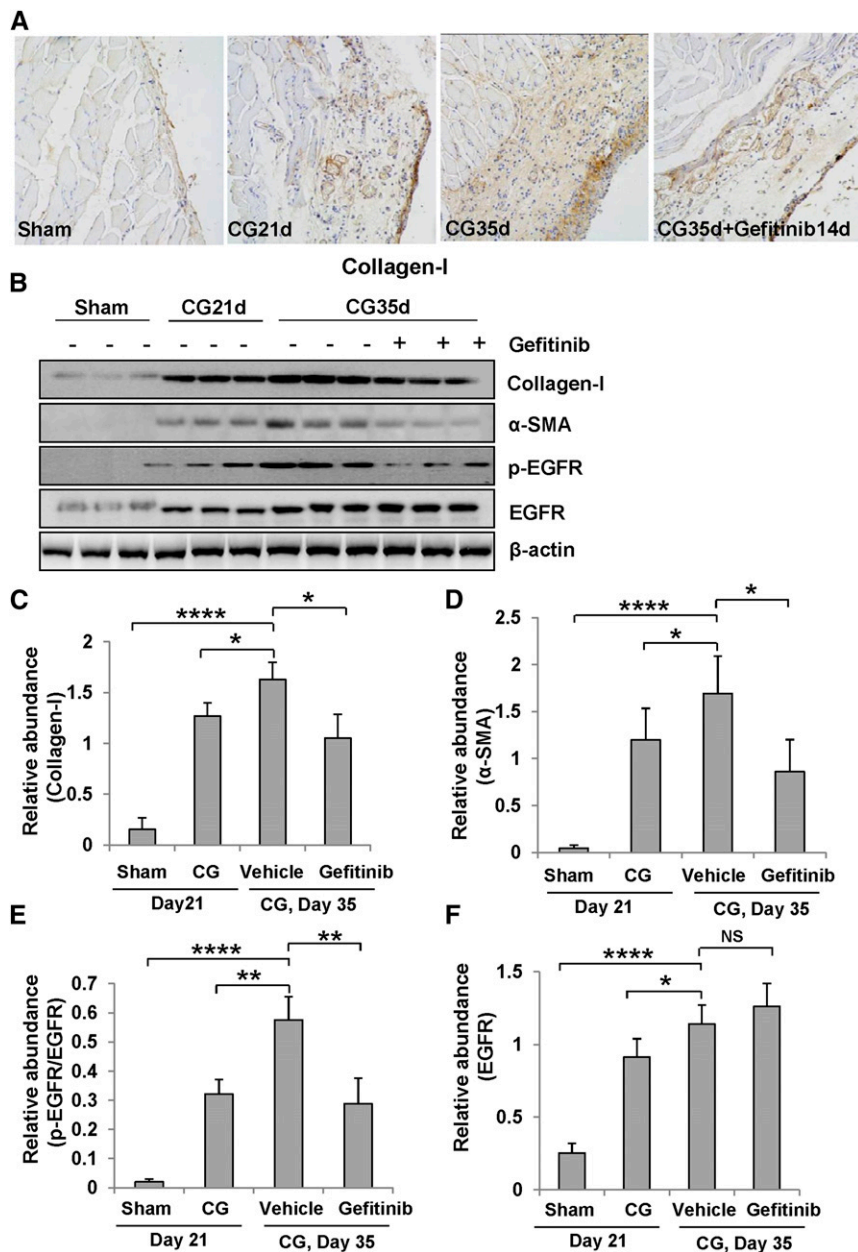 A
Sham
CG21d
CG35d
CG35d+Gefitinib14d
Collagen-I
B
Sham CG21d CG35d
- - - - - - - - - + + + Gefitinib
Collagen-I
α-SMA
p-EGFR
EGFR
β-actin
C
Relative abundance
(Collagen-I)
2
1.5
1
0.5
0
****
*
*
Sham CG Vehicle Gefitinib
Day21 CG, Day 35
D
Relative abundance
(α-SMA)
2.5
2
1.5
1
0.5
0
****
*
*
Sham CG Vehicle Gefitinib
Day 21 CG, Day 35
E
Relative abundance
(p-EGFR/EGFR)
0.7
0.6
0.5
0.4
0.3
0.2
0.1
0
****
**
**
Sham CG Vehicle Gefitinib
Day 21 CG, Day 35
F
Relative abundance
(EGFR)
1.5
1
0.5
0
****
*
NS
Sham CG Vehicle Gefitinib
Day 21 CG, Day 35